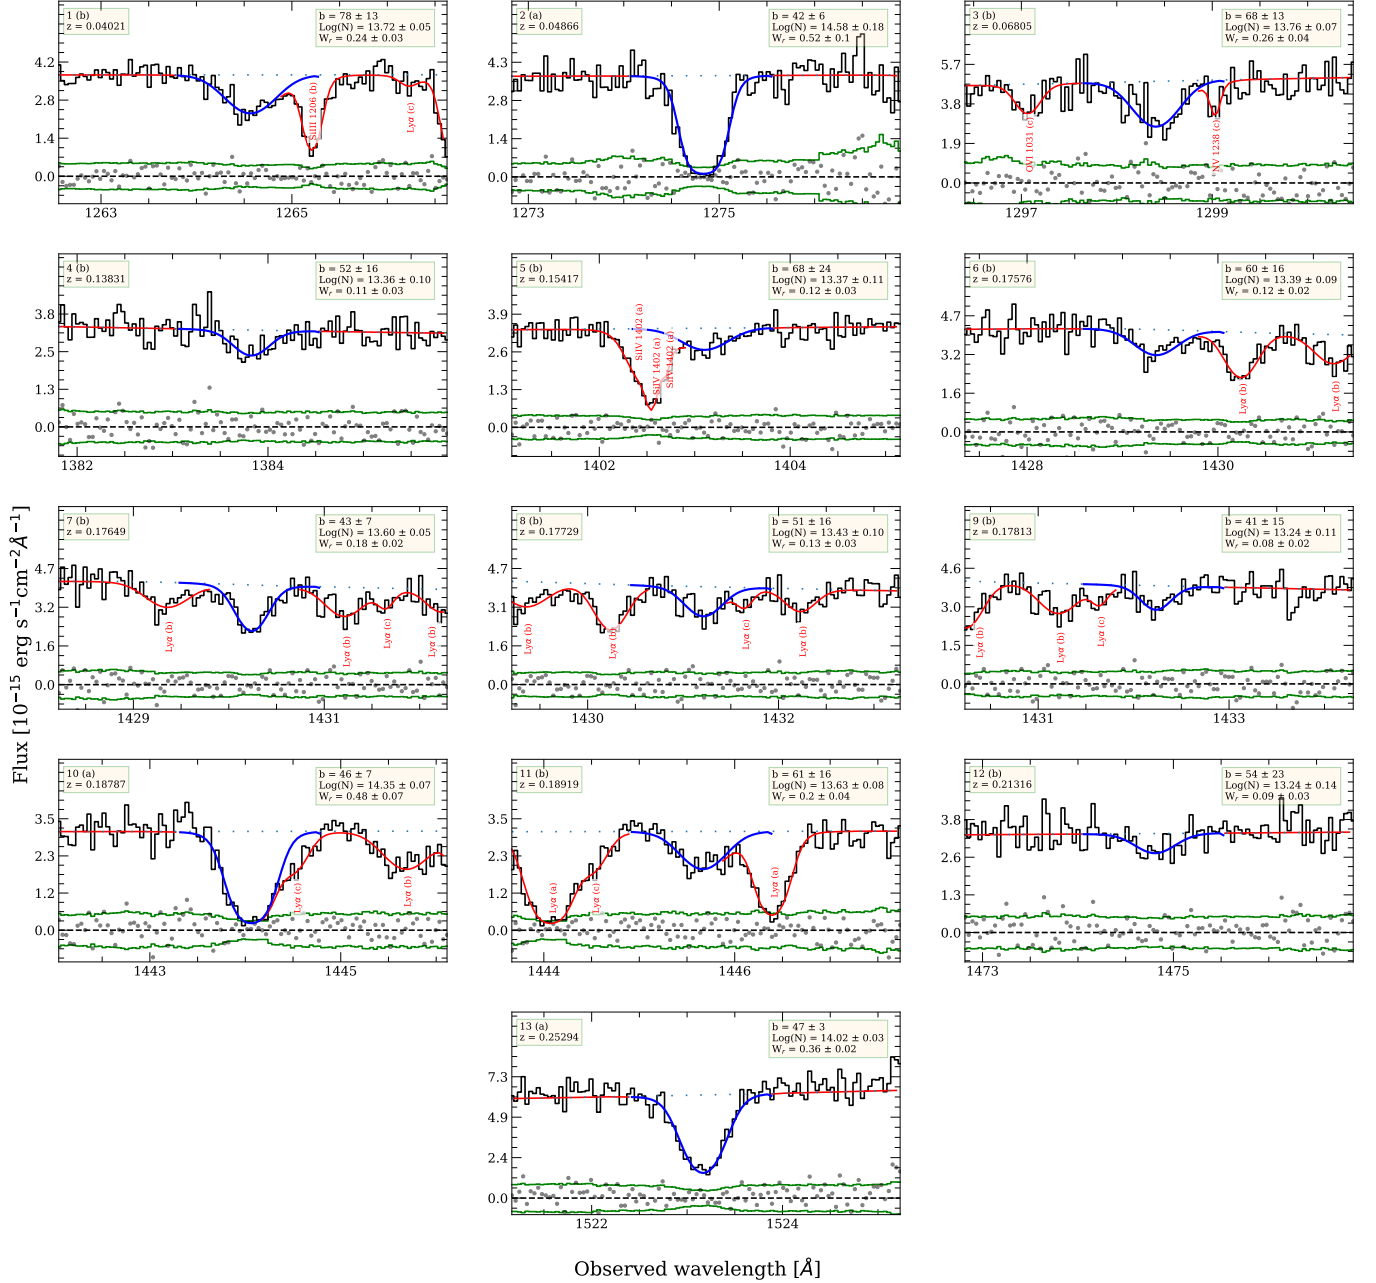 1 (b)
z = 0.04021
b = 78 ± 13
Log(N) = 13.72 ± 0.05
Wᵣ = 0.24 ± 0.03
4.2
2.8
1.4
0.0
SiIII 1206 (b)
Lyα (c)
1263
1265
2 (a)
z = 0.04866
b = 42 ± 6
Log(N) = 14.58 ± 0.18
Wᵣ = 0.52 ± 0.1
4.2
2.8
1.4
0.0
1273
1275
3 (b)
z = 0.06805
b = 68 ± 13
Log(N) = 13.76 ± 0.07
Wᵣ = 0.26 ± 0.04
5.7
3.8
1.9
0.0
OVI 1031 (c)
NV 1238 (c)
1297
1299
4 (b)
z = 0.13831
b = 52 ± 16
Log(N) = 13.36 ± 0.10
Wᵣ = 0.11 ± 0.03
3.8
2.5
1.3
0.0
1382
1384
5 (b)
z = 0.15417
b = 68 ± 24
Log(N) = 13.37 ± 0.11
Wᵣ = 0.12 ± 0.03
3.9
2.6
1.3
0.0
SiIV 1402 (a)
SiIV 1402 (a)
SiIV 1402 (a)
1402
1404
6 (b)
z = 0.17576
b = 60 ± 16
Log(N) = 13.39 ± 0.09
Wᵣ = 0.12 ± 0.02
4.7
3.2
1.6
0.0
Lyα (b)
Lyα (b)
1428
1430
7 (b)
z = 0.17649
b = 43 ± 7
Log(N) = 13.60 ± 0.05
Wᵣ = 0.18 ± 0.02
4.7
3.2
1.6
0.0
Lyα (b)
Lyα (b)
Lyα (c)
Lyα (b)
1429
1431
8 (b)
z = 0.17729
b = 51 ± 16
Log(N) = 13.43 ± 0.10
Wᵣ = 0.13 ± 0.03
4.7
3.1
1.6
0.0
Lyα (b)
Lyα (b)
Lyα (c)
Lyα (b)
1430
1432
9 (b)
z = 0.17813
b = 41 ± 15
Log(N) = 13.24 ± 0.11
Wᵣ = 0.08 ± 0.02
4.6
3.0
1.5
0.0
Lyα (b)
Lyα (b)
Lyα (c)
1431
1433
10 (a)
z = 0.18787
b = 46 ± 7
Log(N) = 14.35 ± 0.07
Wᵣ = 0.48 ± 0.07
3.5
2.3
1.2
0.0
Lyα (c)
Lyα (b)
1443
1445
11 (b)
z = 0.18919
b = 61 ± 16
Log(N) = 13.63 ± 0.08
Wᵣ = 0.2 ± 0.04
3.5
2.3
1.2
0.0
Lyα (a)
Lyα (c)
Lyα (a)
1444
1446
12 (b)
z = 0.21316
b = 54 ± 23
Log(N) = 13.24 ± 0.14
Wᵣ = 0.09 ± 0.03
3.8
2.6
1.3
0.0
1473
1475
13 (a)
z = 0.25294
b = 47 ± 3
Log(N) = 14.02 ± 0.03
Wᵣ = 0.36 ± 0.02
7.3
4.9
2.4
0.0
1522
1524
Flux [10⁻¹⁵ erg s⁻¹cm⁻²Å⁻¹]
Observed wavelength [Å]